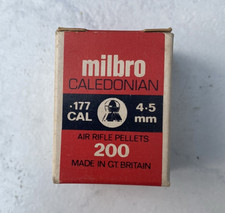 milbro
CALEDONIAN
.177 CAL 4·5 mm
AIR RIFLE PELLETS
200
MADE IN GT. BRITAIN